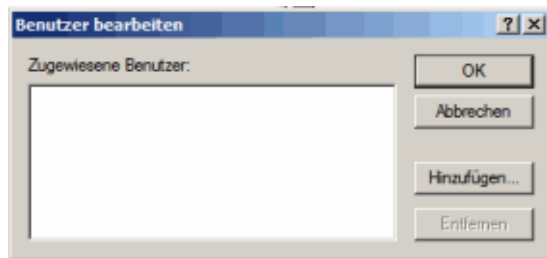 Benutzer bearbeiten
Zugewiesene Benutzer:
OK
Abbrechen
Hinzufügen...
Entfernen